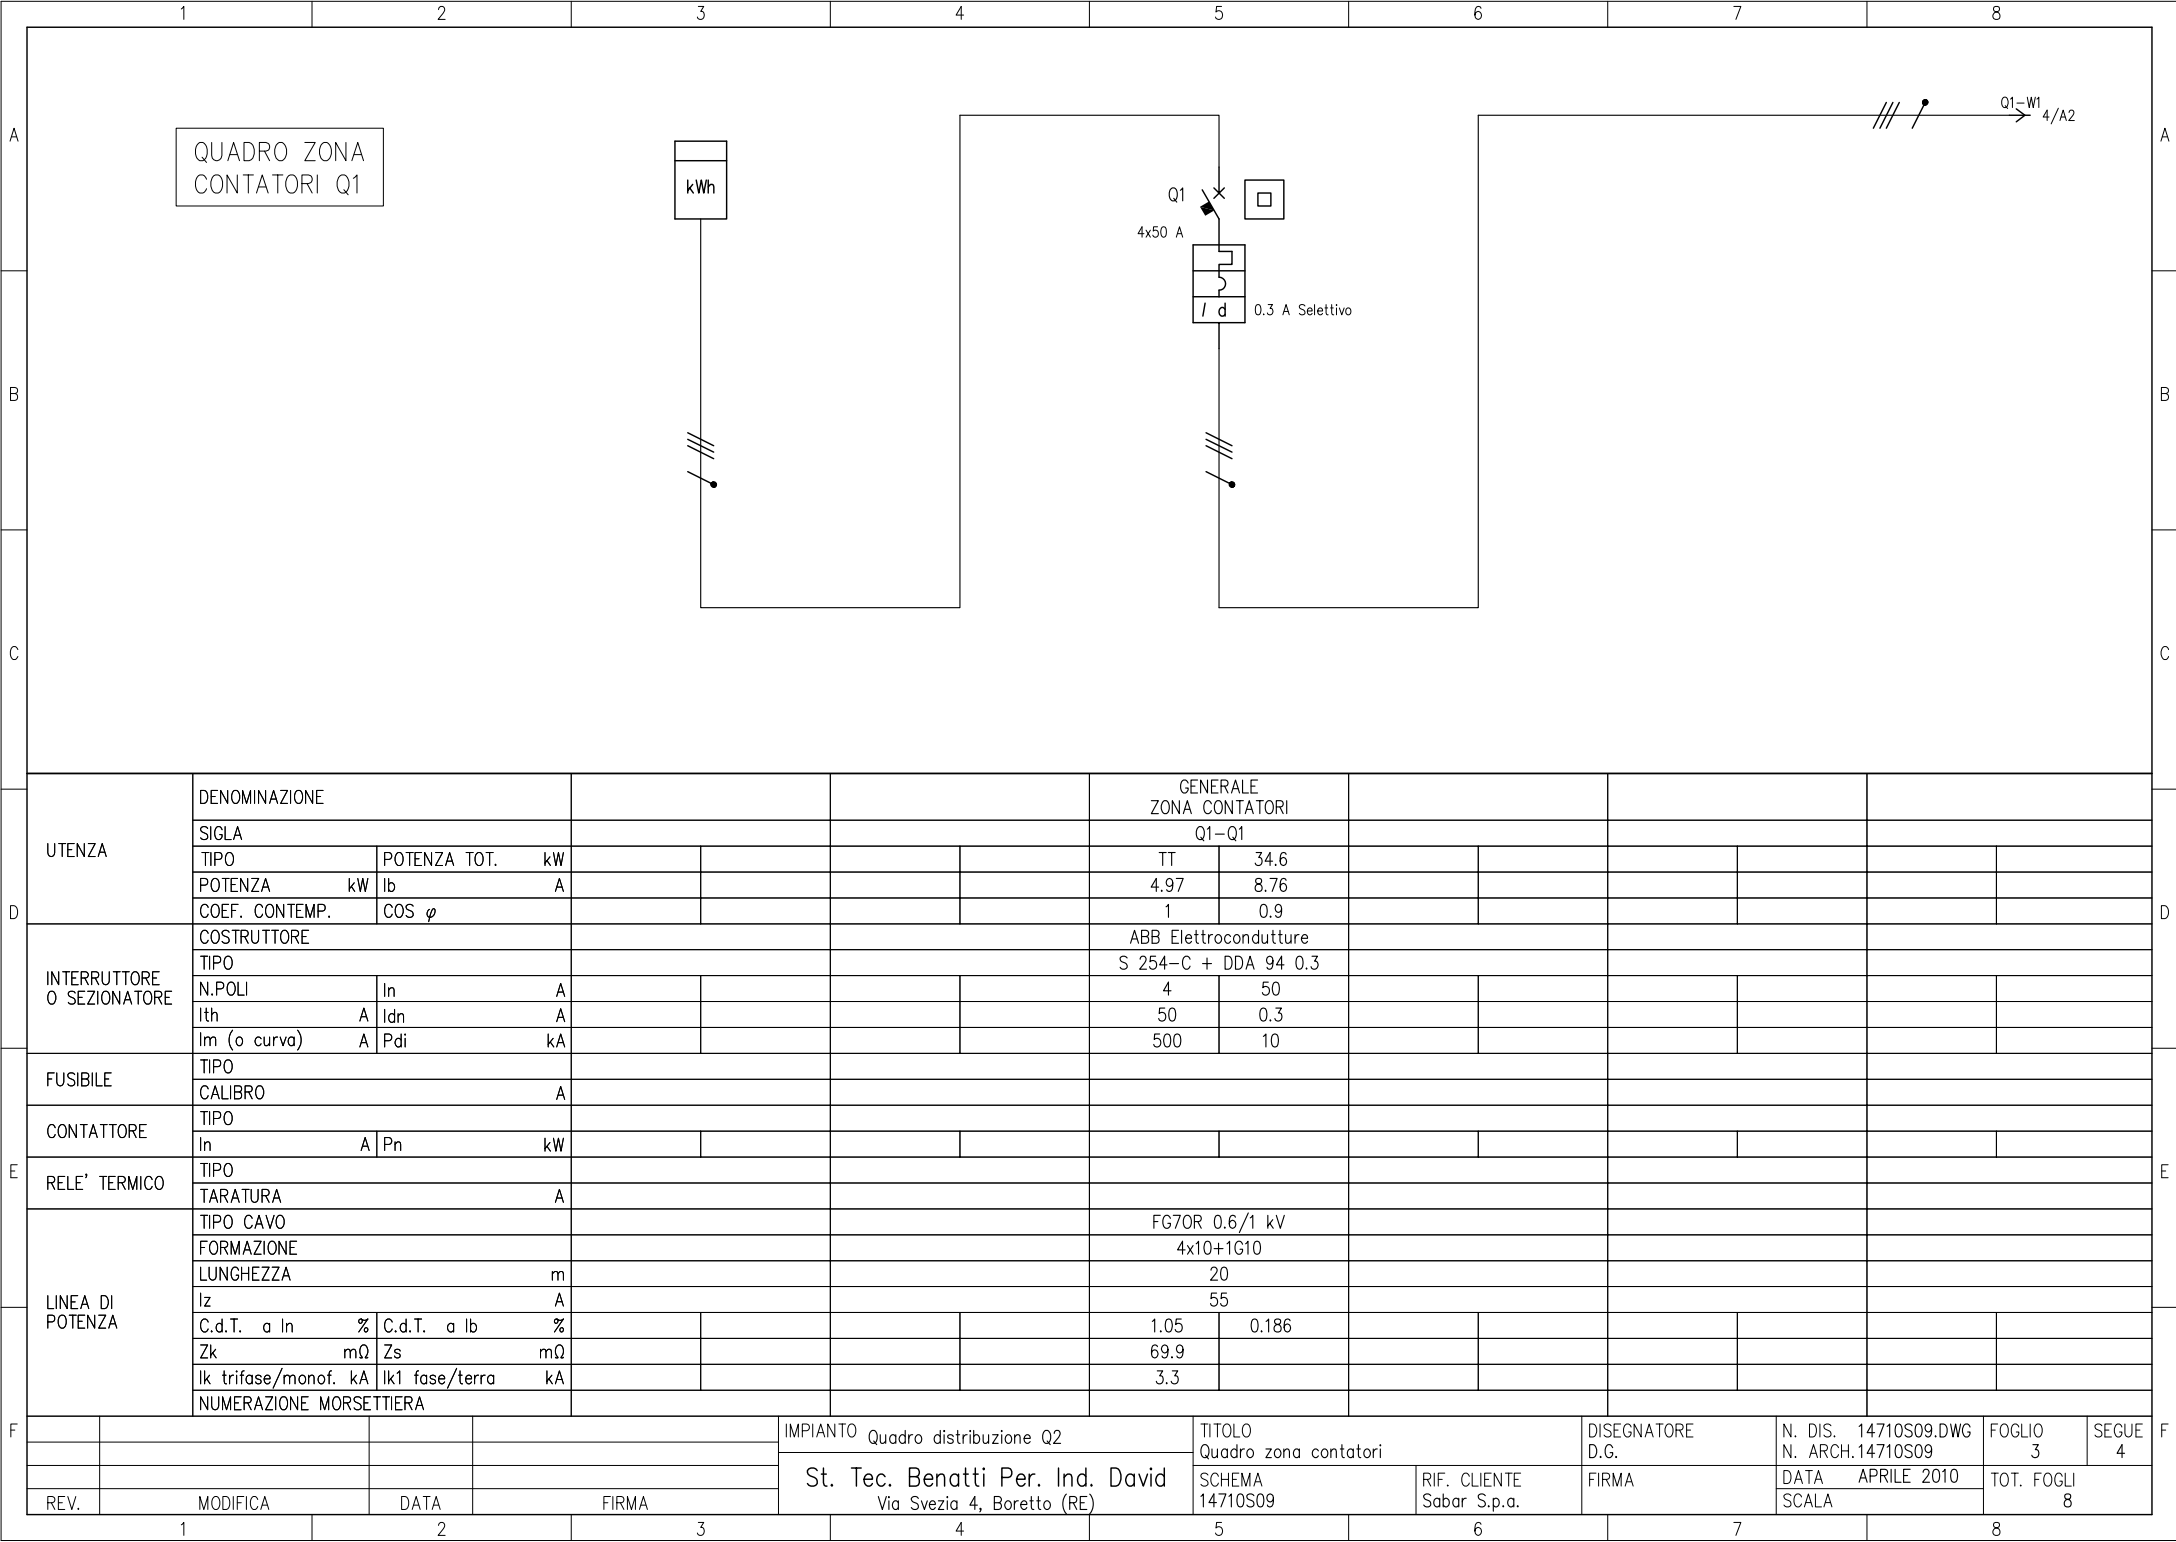 1 2 3 4 5 6 7 8
A A
B B
C C
D D
E E
F F
QUADRO ZONA
CONTATORI Q1
kWh
Q1
4x50 A
I d
0.3 A Selettivo
Q1-W1
4/A2
UTENZA
DENOMINAZIONE
GENERALE
ZONA CONTATORI
SIGLA Q1-Q1
TIPO POTENZA TOT. kW TT 34.6
POTENZA kW Ib A 4.97 8.76
COEF. CONTEMP. COS φ 1 0.9
INTERRUTTORE
O SEZIONATORE
COSTRUTTORE ABB Elettrocondutture
TIPO S 254-C + DDA 94 0.3
N.POLI In A 4 50
Ith A Idn A 50 0.3
Im (o curva) A Pdi kA 500 10
FUSIBILE
TIPO
CALIBRO A
CONTATTORE
TIPO
In A Pn kW
RELE' TERMICO
TIPO
TARATURA A
LINEA DI
POTENZA
TIPO CAVO FG7OR 0.6/1 kV
FORMAZIONE 4x10+1G10
LUNGHEZZA m 20
Iz A 55
C.d.T. a In % C.d.T. a Ib % 1.05 0.186
Zk mΩ Zs mΩ 69.9
Ik trifase/monof. kA Ik1 fase/terra kA 3.3
NUMERAZIONE MORSETTIERA
REV. MODIFICA DATA FIRMA
IMPIANTO Quadro distribuzione Q2
St. Tec. Benatti Per. Ind. David
Via Svezia 4, Boretto (RE)
TITOLO
Quadro zona contatori
SCHEMA
14710S09
RIF. CLIENTE
Sabar S.p.a.
DISEGNATORE
D.G.
FIRMA
N. DIS. 14710S09.DWG
N. ARCH.14710S09
DATA APRILE 2010
SCALA
FOGLIO
3
SEGUE
4
TOT. FOGLI
8
1 2 3 4 5 6 7 8